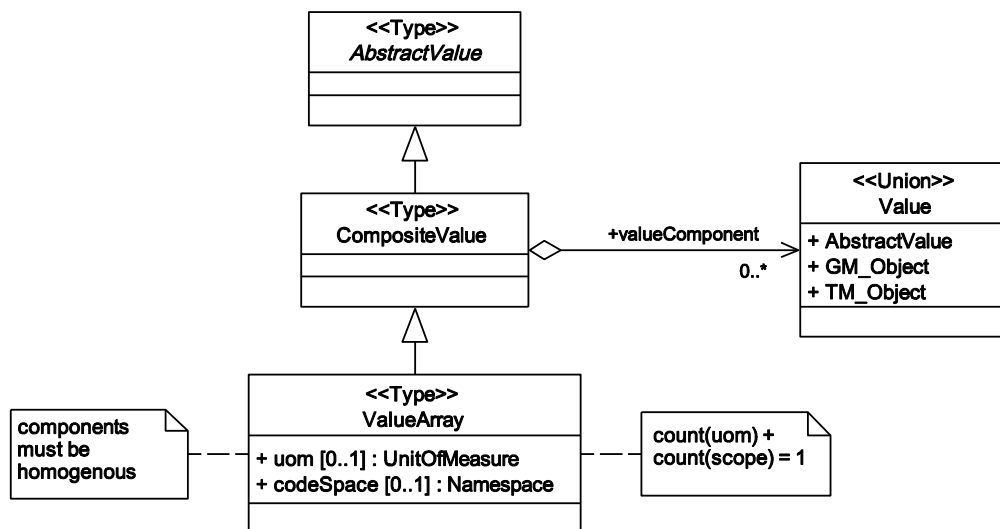 <<Type>>
AbstractValue
<<Type>>
CompositeValue
+valueComponent
0..*
<<Union>>
Value
+ AbstractValue
+ GM_Object
+ TM_Object
<<Type>>
ValueArray
+ uom [0..1] : UnitOfMeasure
+ codeSpace [0..1] : Namespace
components
must be
homogenous
count(uom) +
count(scope) = 1